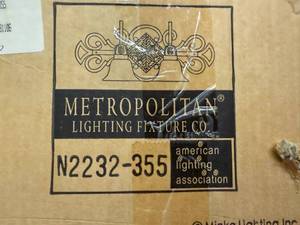 METROPOLITAN®
LIGHTING FIXTURE CO.
N2232-355
american
lighting
association
© Minka Lighting Inc